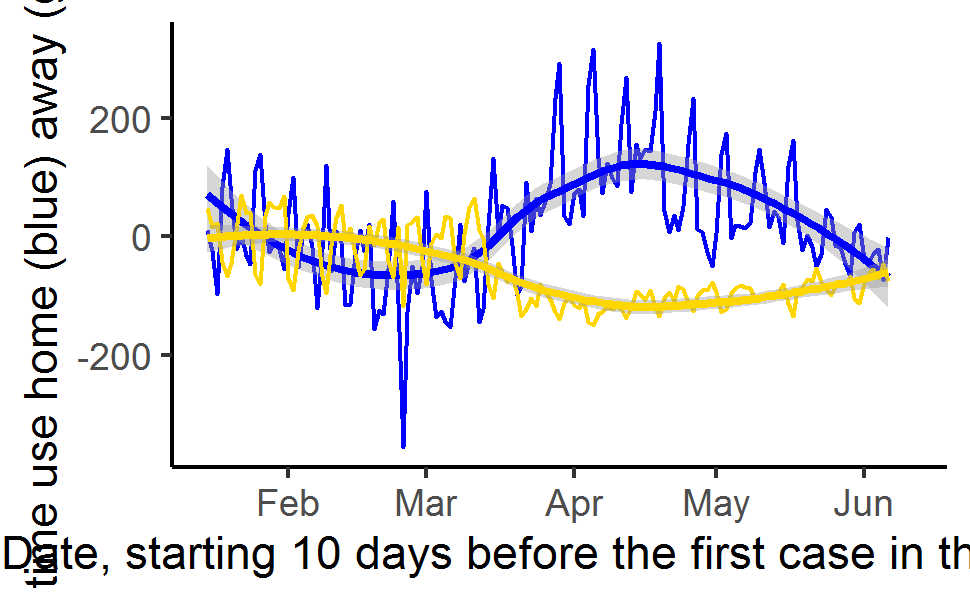 time use home (blue) away (
200
0
-200
Feb Mar Apr May Jun
Date, starting 10 days before the first case in th